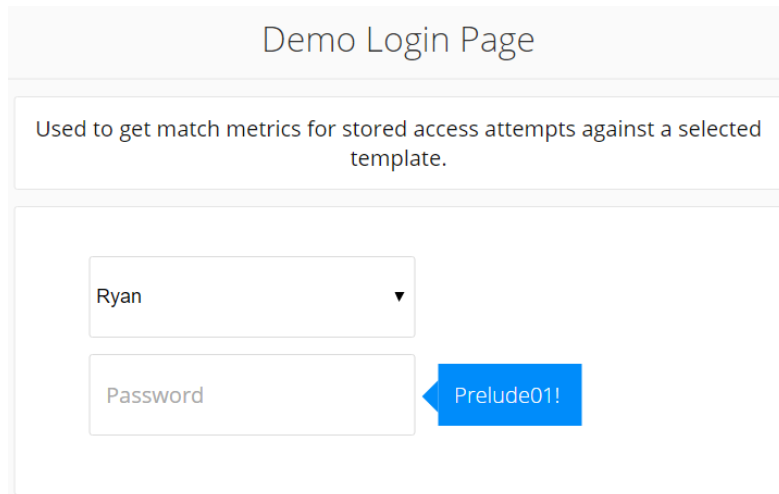 Demo Login Page
Used to get match metrics for stored access attempts against a selected
template.
Ryan
Password
Prelude01!